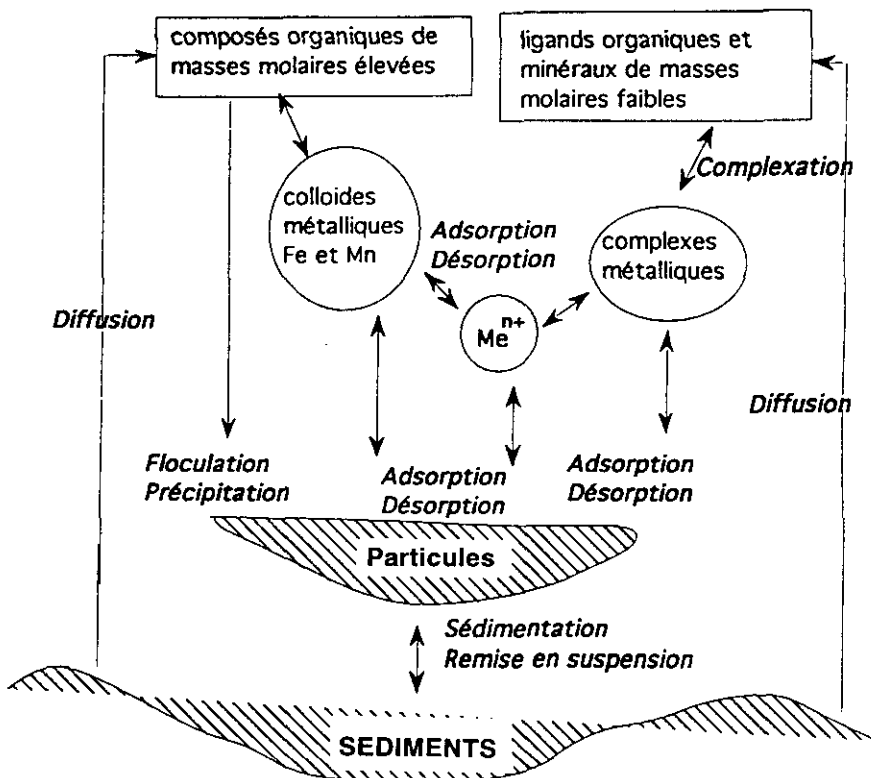 composés organiques de
masses molaires élevées
ligands organiques et
minéraux de masses
molaires faibles
Complexation
colloides
métalliques
Fe et Mn
Adsorption
Désorption
complexes
métalliques
Me n+
Diffusion
Diffusion
Floculation
Précipitation
Adsorption
Désorption
Adsorption
Désorption
Particules
Sédimentation
Remise en suspension
SEDIMENTS